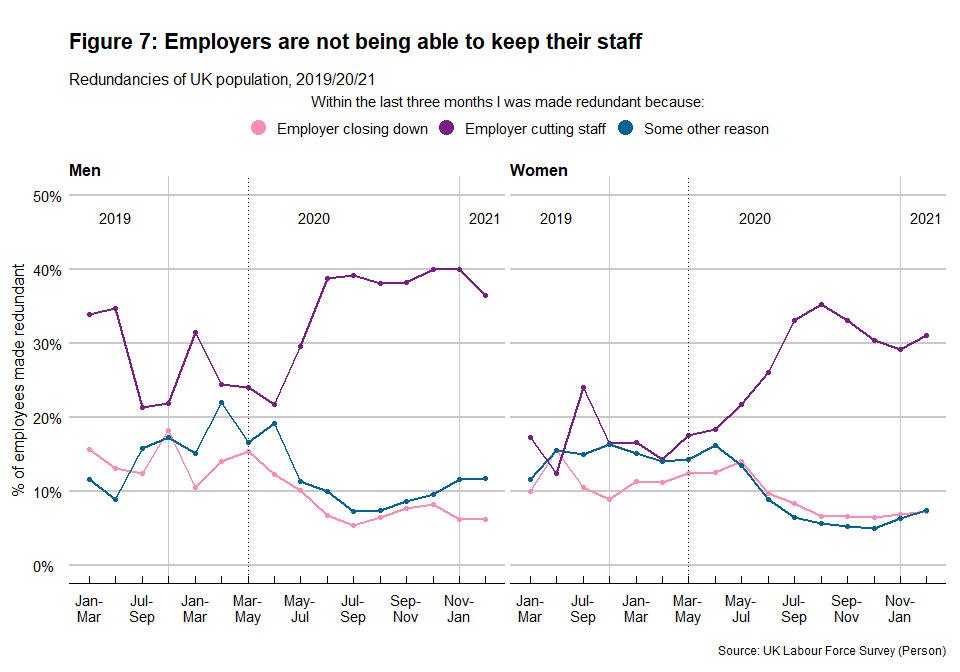 Figure 7: Employers are not being able to keep their staff
Redundancies of UK population, 2019/20/21
Within the last three months I was made redundant because:
Employer closing down Employer cutting staff Some other reason
Men Women
% of employees made redundant
50%
2019 2020 2021 2019 2020 2021
40%
30%
20%
10%
0%
Jan- Jul- Jan- Mar- May- Jul- Sep- Nov- Jan- Jul- Jan- Mar- May- Jul- Sep- Nov-
Mar Sep Mar May Jul Sep Nov Jan Mar Sep Mar May Jul Sep Nov Jan
Source: UK Labour Force Survey (Person)